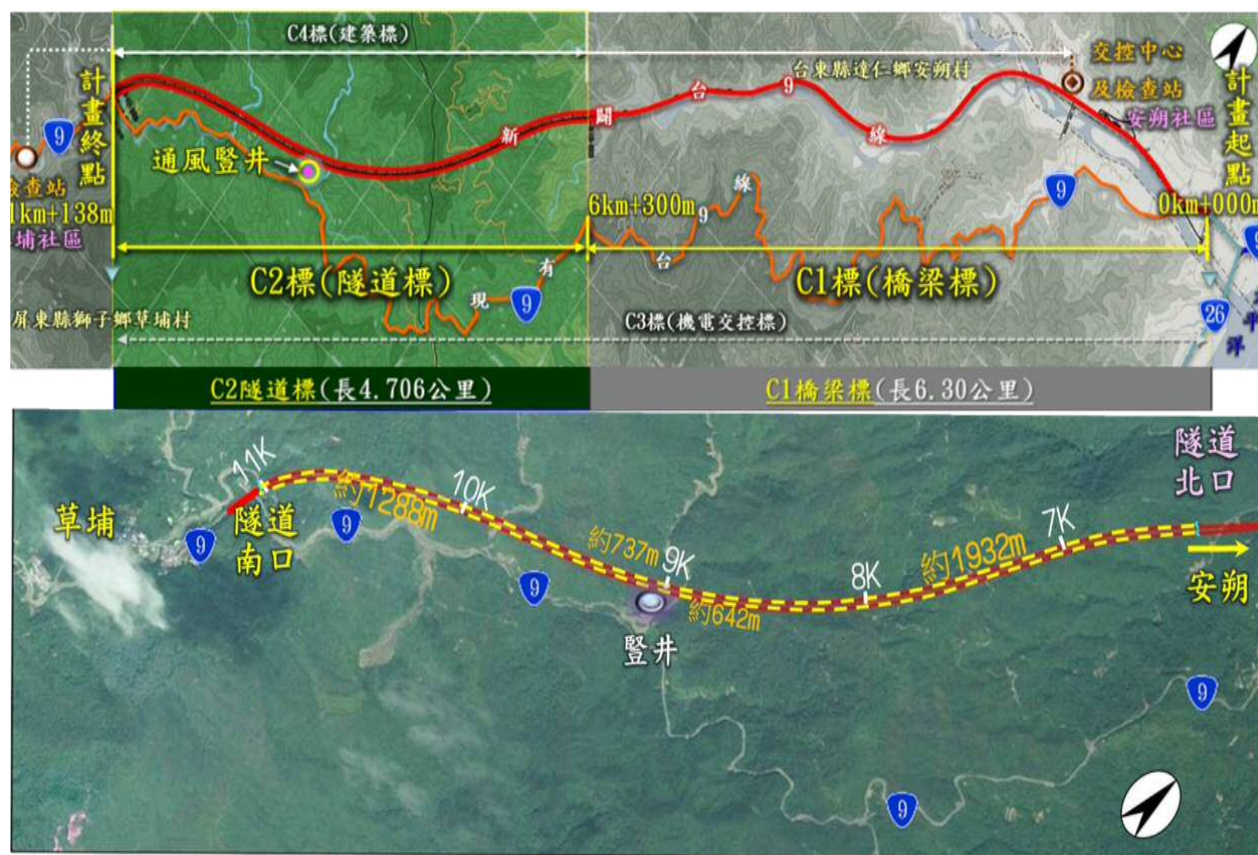 C4標(建築標)
交控中心
及檢查站
台東縣達仁鄉安朔村
安朔社區
計畫起點
計畫終點
9
新
闢
台
9
線
通風豎井
檢查站
1km+138m
埔社區
6km+300m
0km+000m
線
9
台
有
現
9
9
C2標(隧道標)
C1標(橋梁標)
26
洋
屏東縣獅子鄉草埔村
C3標(機電交控標)
C2隧道標(長4.706公里)
C1橋梁標(長6.30公里)
隧道
北口
11K
約1288m
10K
草埔
9
隧道
南口
9
約737m
9K
9
約642m
8K
約1932m
7K
安朔
豎井
9
9